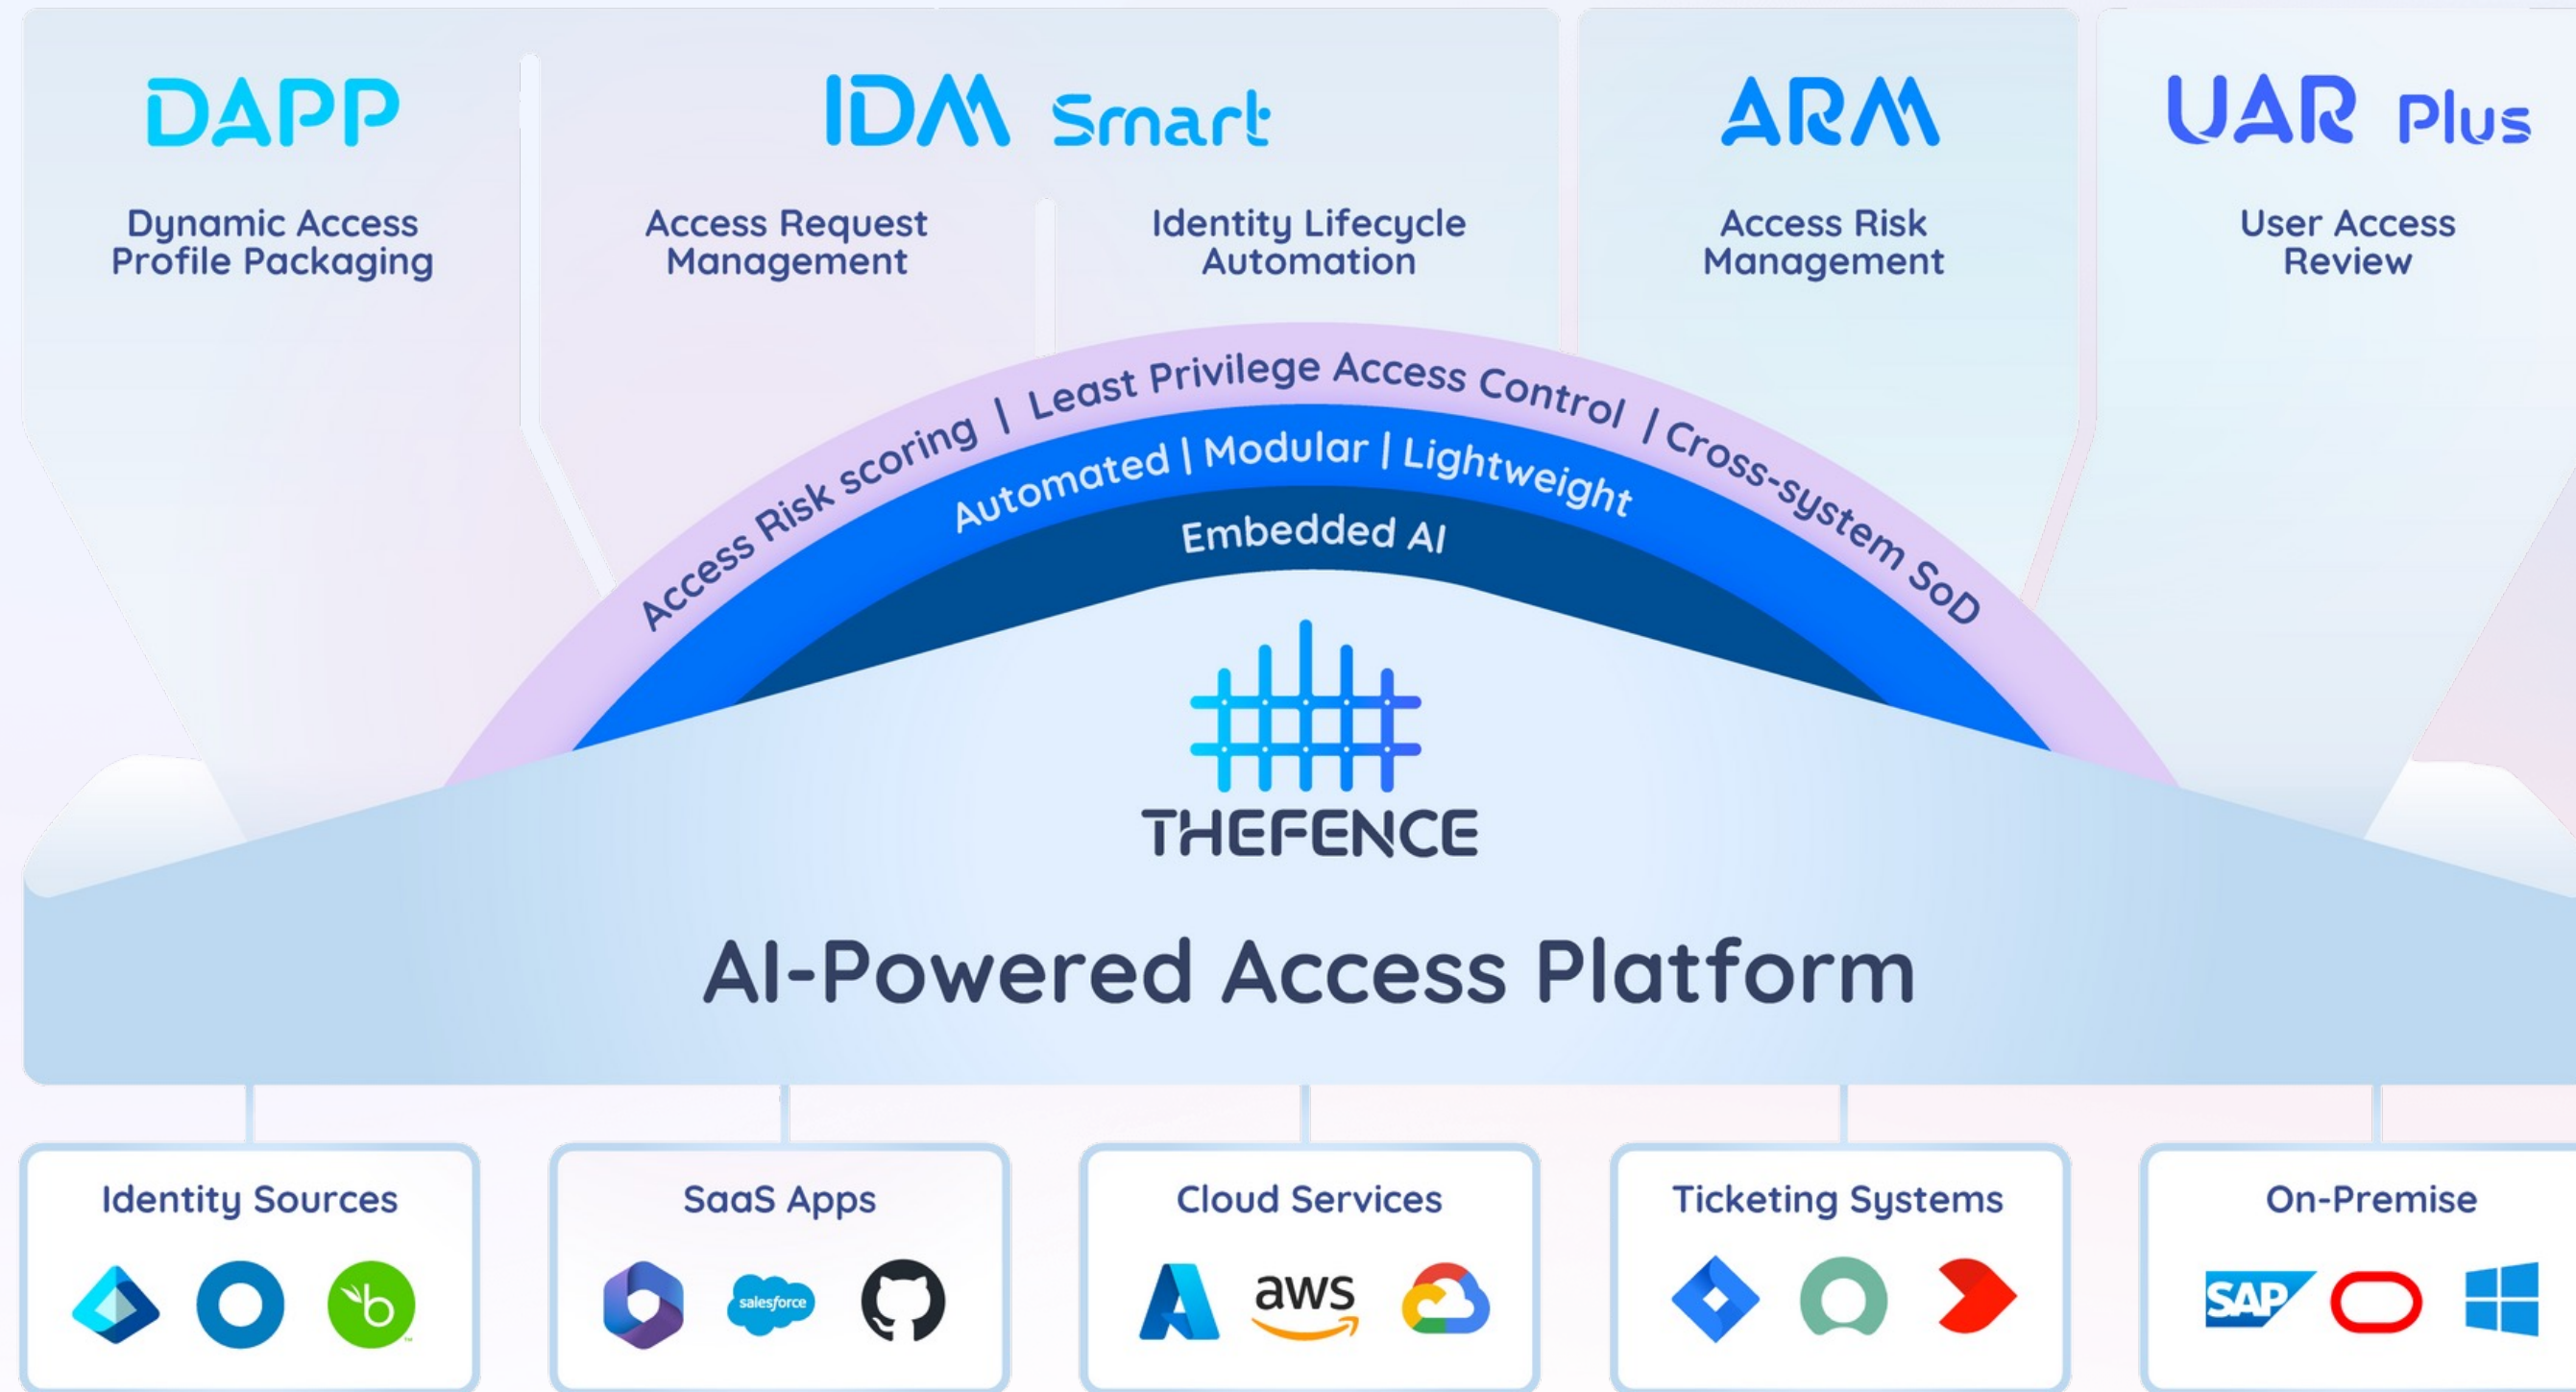 DAPP
Dynamic Access
Profile Packaging
IDM Smart
Access Request
Management
Identity Lifecycle
Automation
ARM
Access Risk
Management
UAR Plus
User Access
Review
Access Risk scoring | Least Privilege Access Control | Cross-system SoD
Automated | Modular | Lightweight
Embedded AI
THEFENCE
AI-Powered Access Platform
Identity Sources
b
™
SaaS Apps
salesforce
Cloud Services
aws
Ticketing Systems
On-Premise
SAP